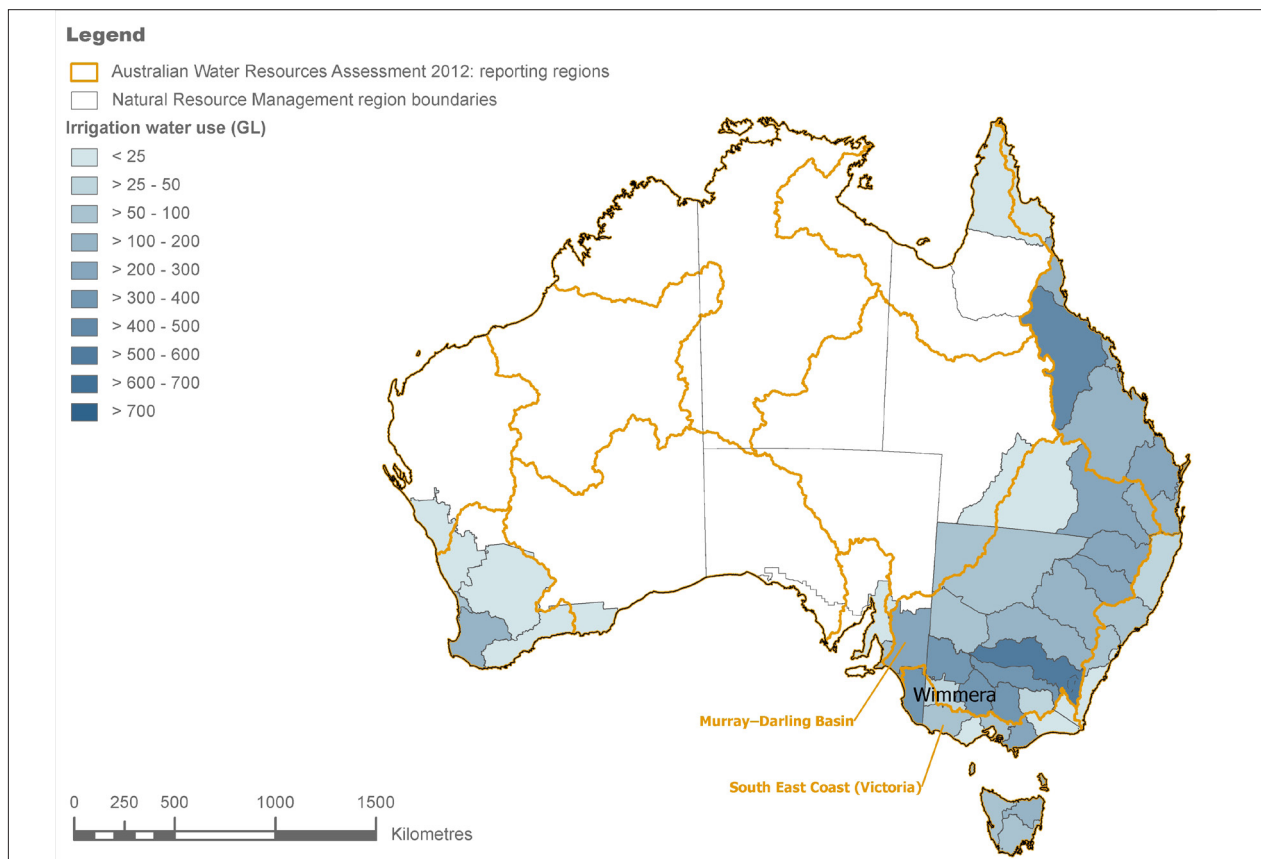 Legend
Australian Water Resources Assessment 2012: reporting regions
Natural Resource Management region boundaries
Irrigation water use (GL)
< 25
> 25 - 50
> 50 - 100
> 100 - 200
> 200 - 300
> 300 - 400
> 400 - 500
> 500 - 600
> 600 - 700
> 700
Wimmera
Murray–Darling Basin
South East Coast (Victoria)
0 250 500 1000 1500
Kilometres